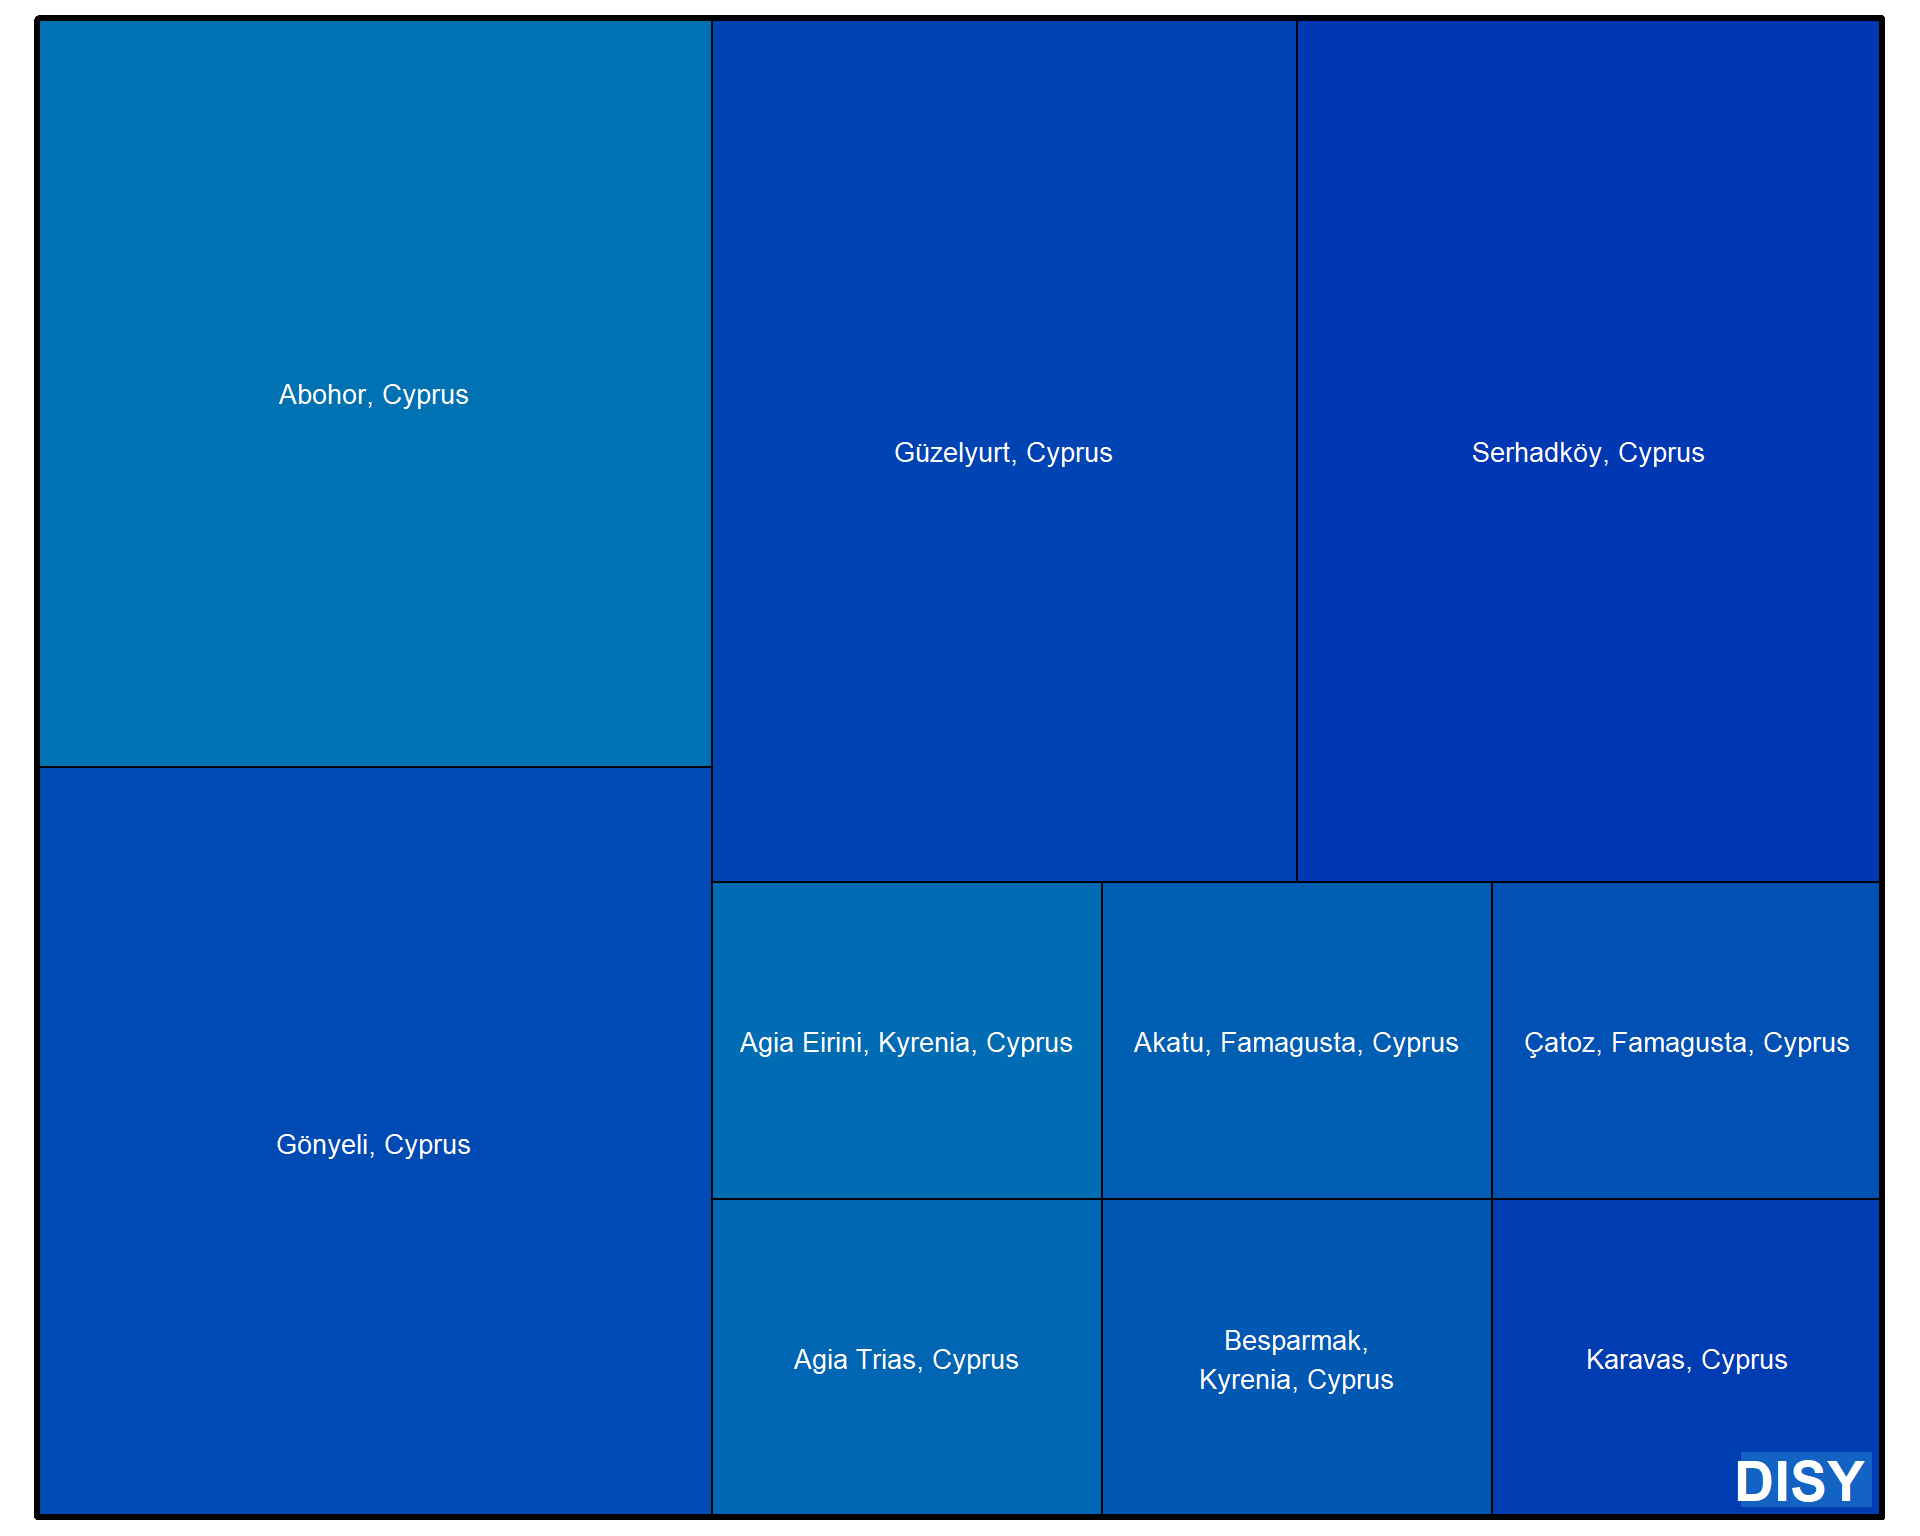 Abohor, Cyprus
Güzelyurt, Cyprus
Serhadköy, Cyprus
Gönyeli, Cyprus
Agia Eirini, Kyrenia, Cyprus
Akatu, Famagusta, Cyprus
Çatoz, Famagusta, Cyprus
Agia Trias, Cyprus
Besparmak,
Kyrenia, Cyprus
Karavas, Cyprus
DISY